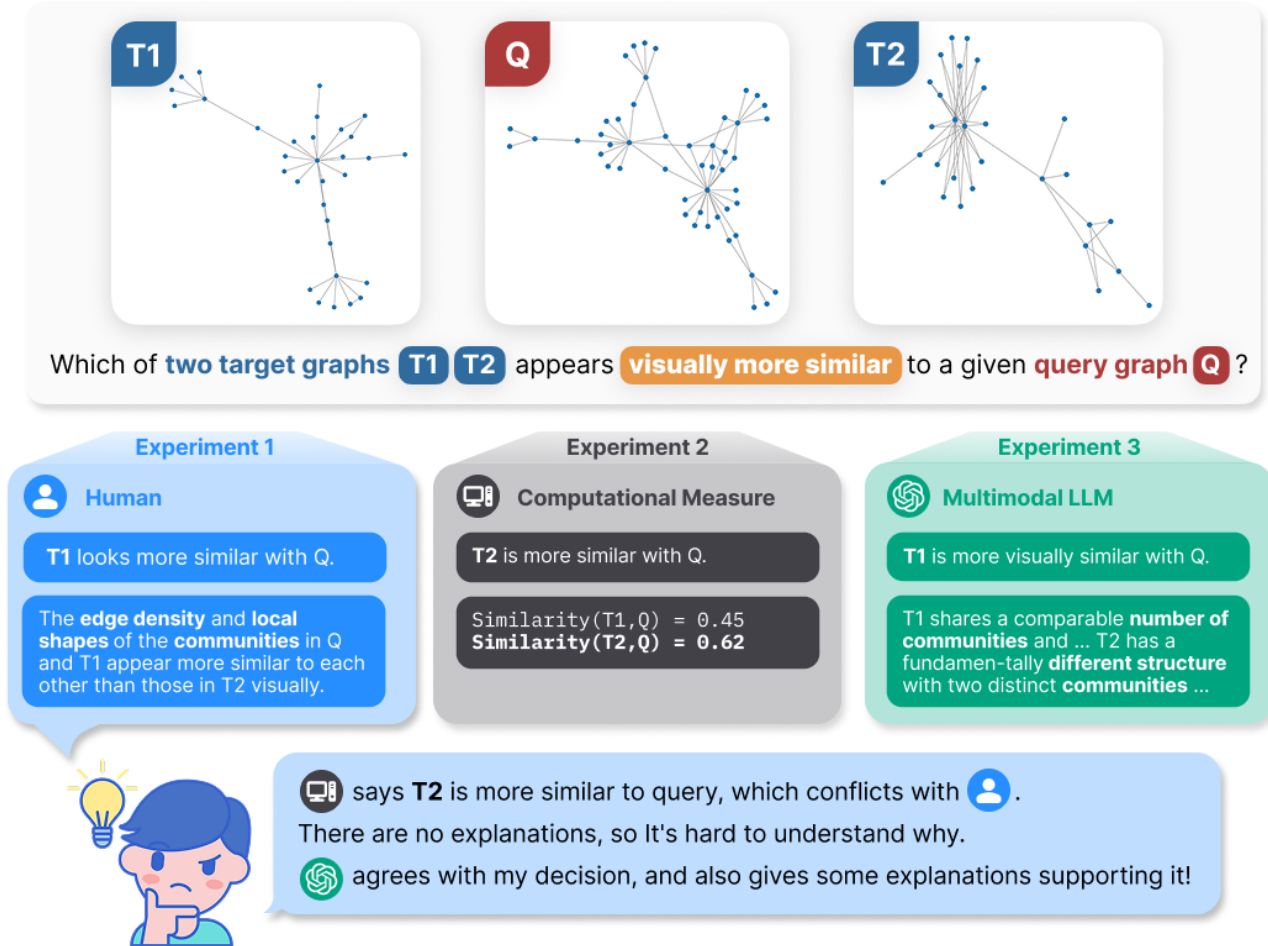 T1
Q
T2
Which of two target graphs T1 T2 appears visually more similar to a given query graph Q ?
Experiment 1
Human
T1 looks more similar with Q.
The edge density and local
shapes of the communities in Q
and T1 appear more similar to each
other than those in T2 visually.
Experiment 2
Computational Measure
T2 is more similar with Q.
Similarity(T1,Q) = 0.45
Similarity(T2,Q) = 0.62
Experiment 3
Multimodal LLM
T1 is more visually similar with Q.
T1 shares a comparable number of
communities and ... T2 has a
fundamen-tally different structure
with two distinct communities ...
says T2 is more similar to query, which conflicts with .
There are no explanations, so It's hard to understand why.
agrees with my decision, and also gives some explanations supporting it!